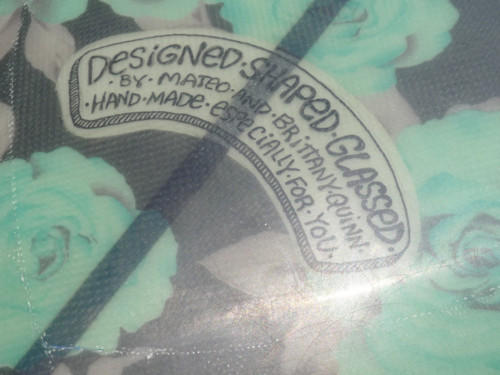 DESIGNED·SHAPED·GLASSED.
·BY·MATEO·AND·BRITTANY·QUINN·
·HAND·MADE·ESPECIALLY·FOR·YOU.